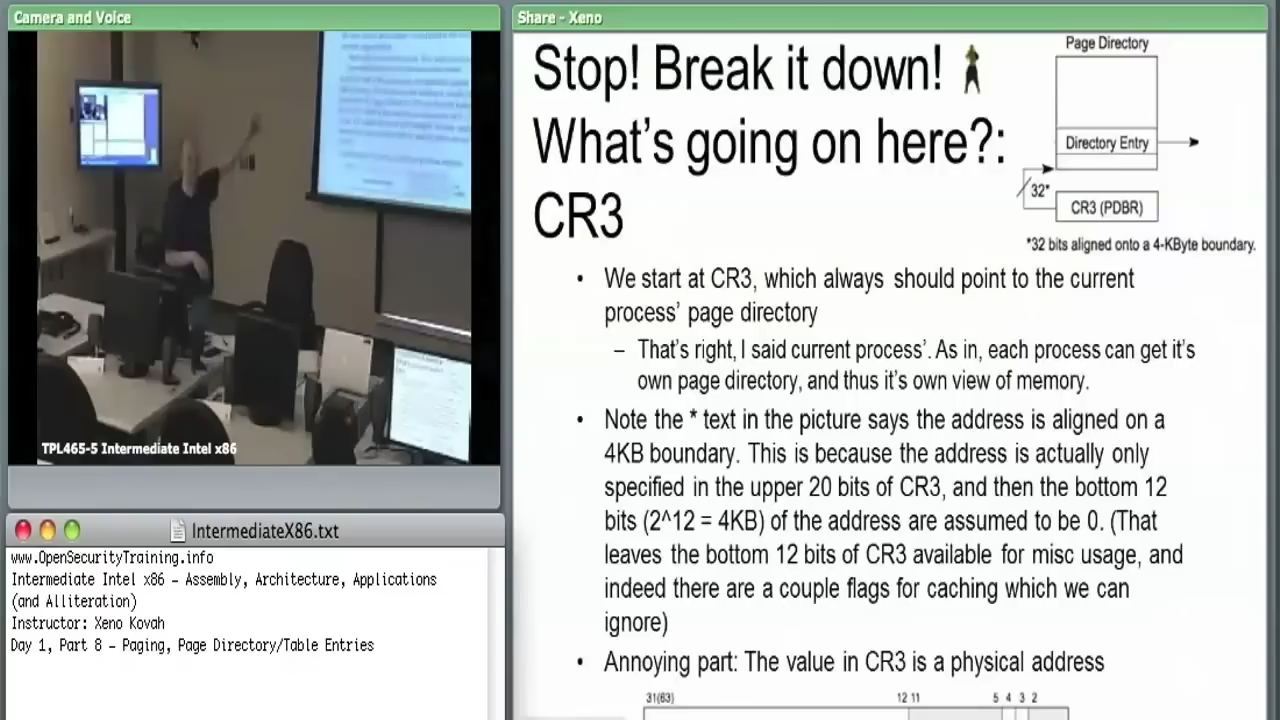 Camera and Voice
TPL465-5 Intermediate Intel x86
IntermediateX86.txt
www.OpenSecurityTraining.info
Intermediate Intel x86 – Assembly, Architecture, Applications
(and Alliteration)
Instructor: Xeno Kovah
Day 1, Part 8 – Paging, Page Directory/Table Entries
Share - Xeno
Stop! Break it down!
What's going on here?:
CR3
Page Directory
Directory Entry
32*
CR3 (PDBR)
*32 bits aligned onto a 4-KByte boundary.
• We start at CR3, which always should point to the current
process' page directory
– That's right, I said current process'. As in, each process can get it's
own page directory, and thus it's own view of memory.
• Note the * text in the picture says the address is aligned on a
4KB boundary. This is because the address is actually only
specified in the upper 20 bits of CR3, and then the bottom 12
bits (2^12 = 4KB) of the address are assumed to be 0. (That
leaves the bottom 12 bits of CR3 available for misc usage, and
indeed there are a couple flags for caching which we can
ignore)
• Annoying part: The value in CR3 is a physical address
31(63) 12 11 5 4 3 2